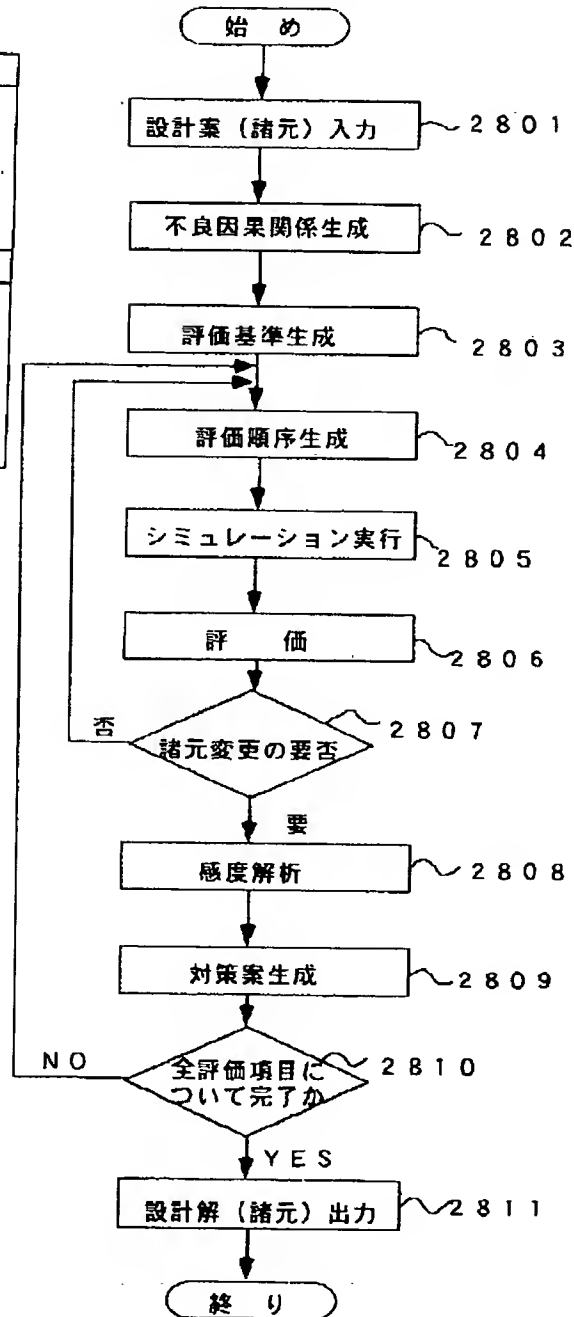 始 め
設計案（諸元）入力
2801
不良因果関係生成
2802
評価基準生成
2803
評価順序生成
2804
シミュレーション実行
2805
評 価
2806
否
諸元変更の要否
2807
要
感度解析
2808
対策案生成
2809
NO
全評価項目に
ついて完了か
2810
YES
設計解（諸元）出力
2811
終 り